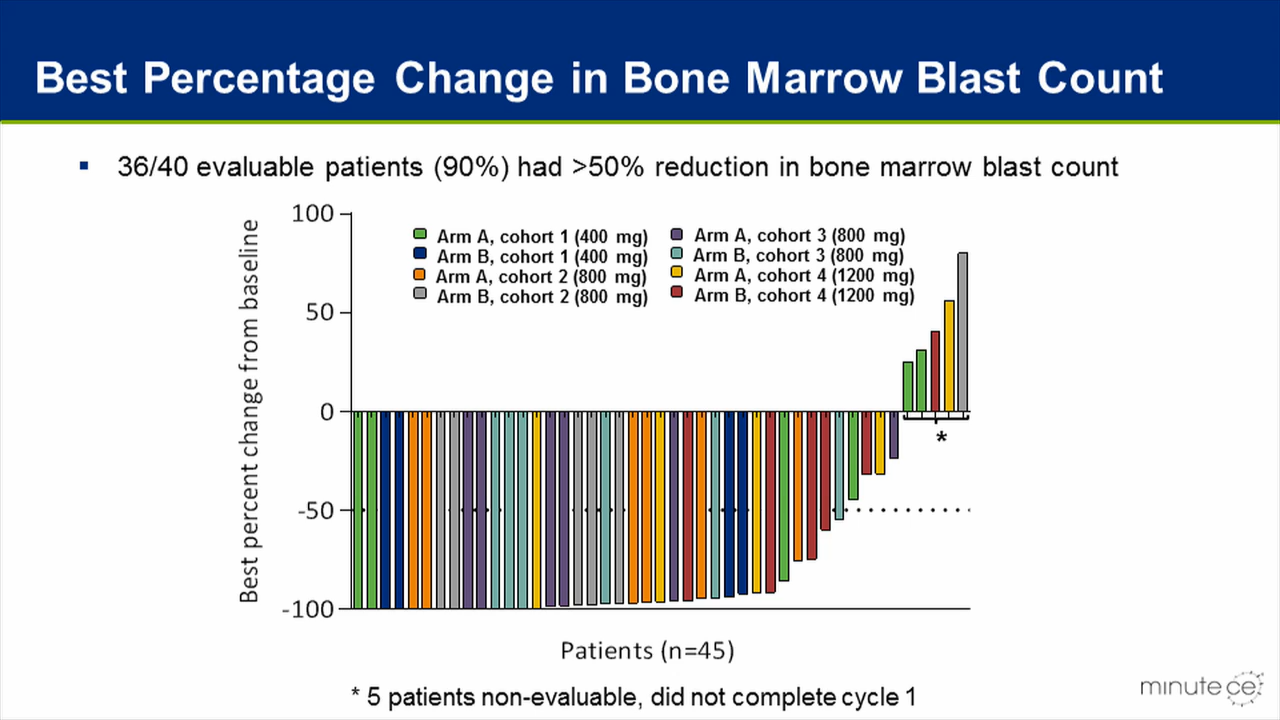 Best Percentage Change in Bone Marrow Blast Count
▪ 36/40 evaluable patients (90%) had >50% reduction in bone marrow blast count
Best percent change from baseline
100
50
0
-50
-100
Arm A, cohort 1 (400 mg)
Arm B, cohort 1 (400 mg)
Arm A, cohort 2 (800 mg)
Arm B, cohort 2 (800 mg)
Arm A, cohort 3 (800 mg)
Arm B, cohort 3 (800 mg)
Arm A, cohort 4 (1200 mg)
Arm B, cohort 4 (1200 mg)
*
Patients (n=45)
* 5 patients non-evaluable, did not complete cycle 1
minute ce